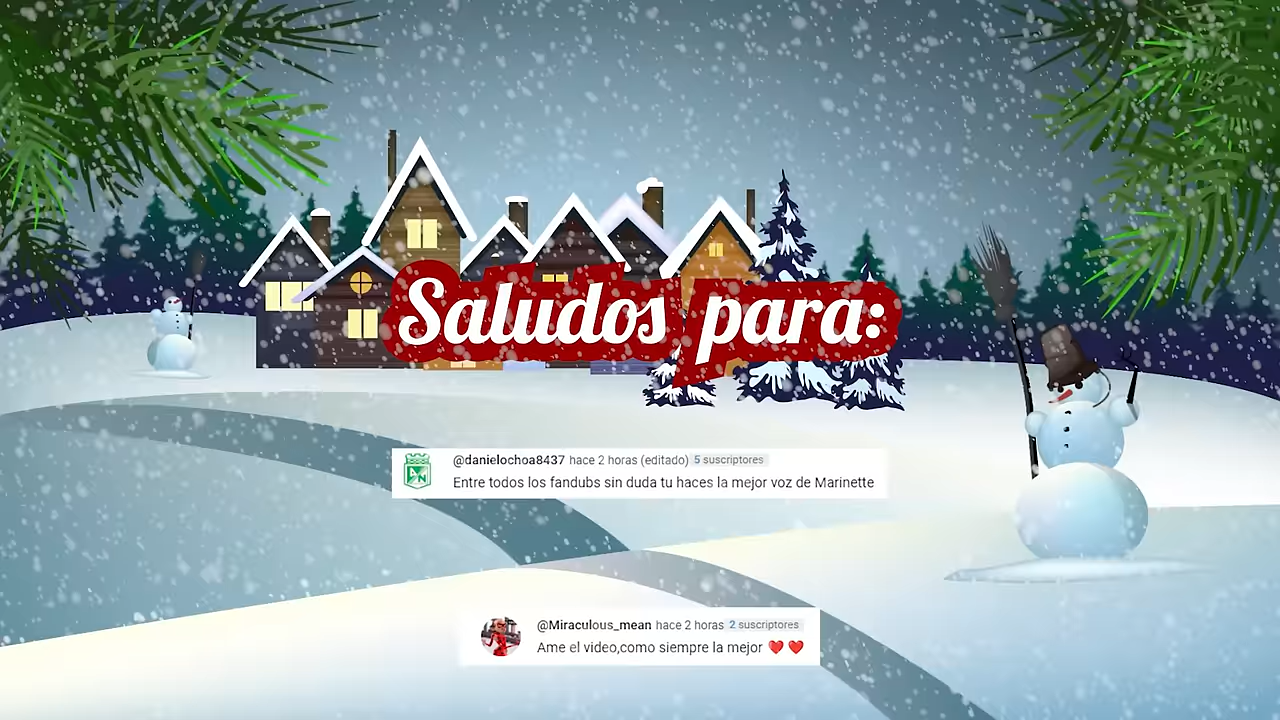 Saludos para:
@danielochoa8437 hace 2 horas (editado) 5 suscriptores
Entre todos los fandubs sin duda tu haces la mejor voz de Marinette
@Miraculous_mean hace 2 horas 2 suscriptores
Ame el video,como siempre la mejor ❤️❤️